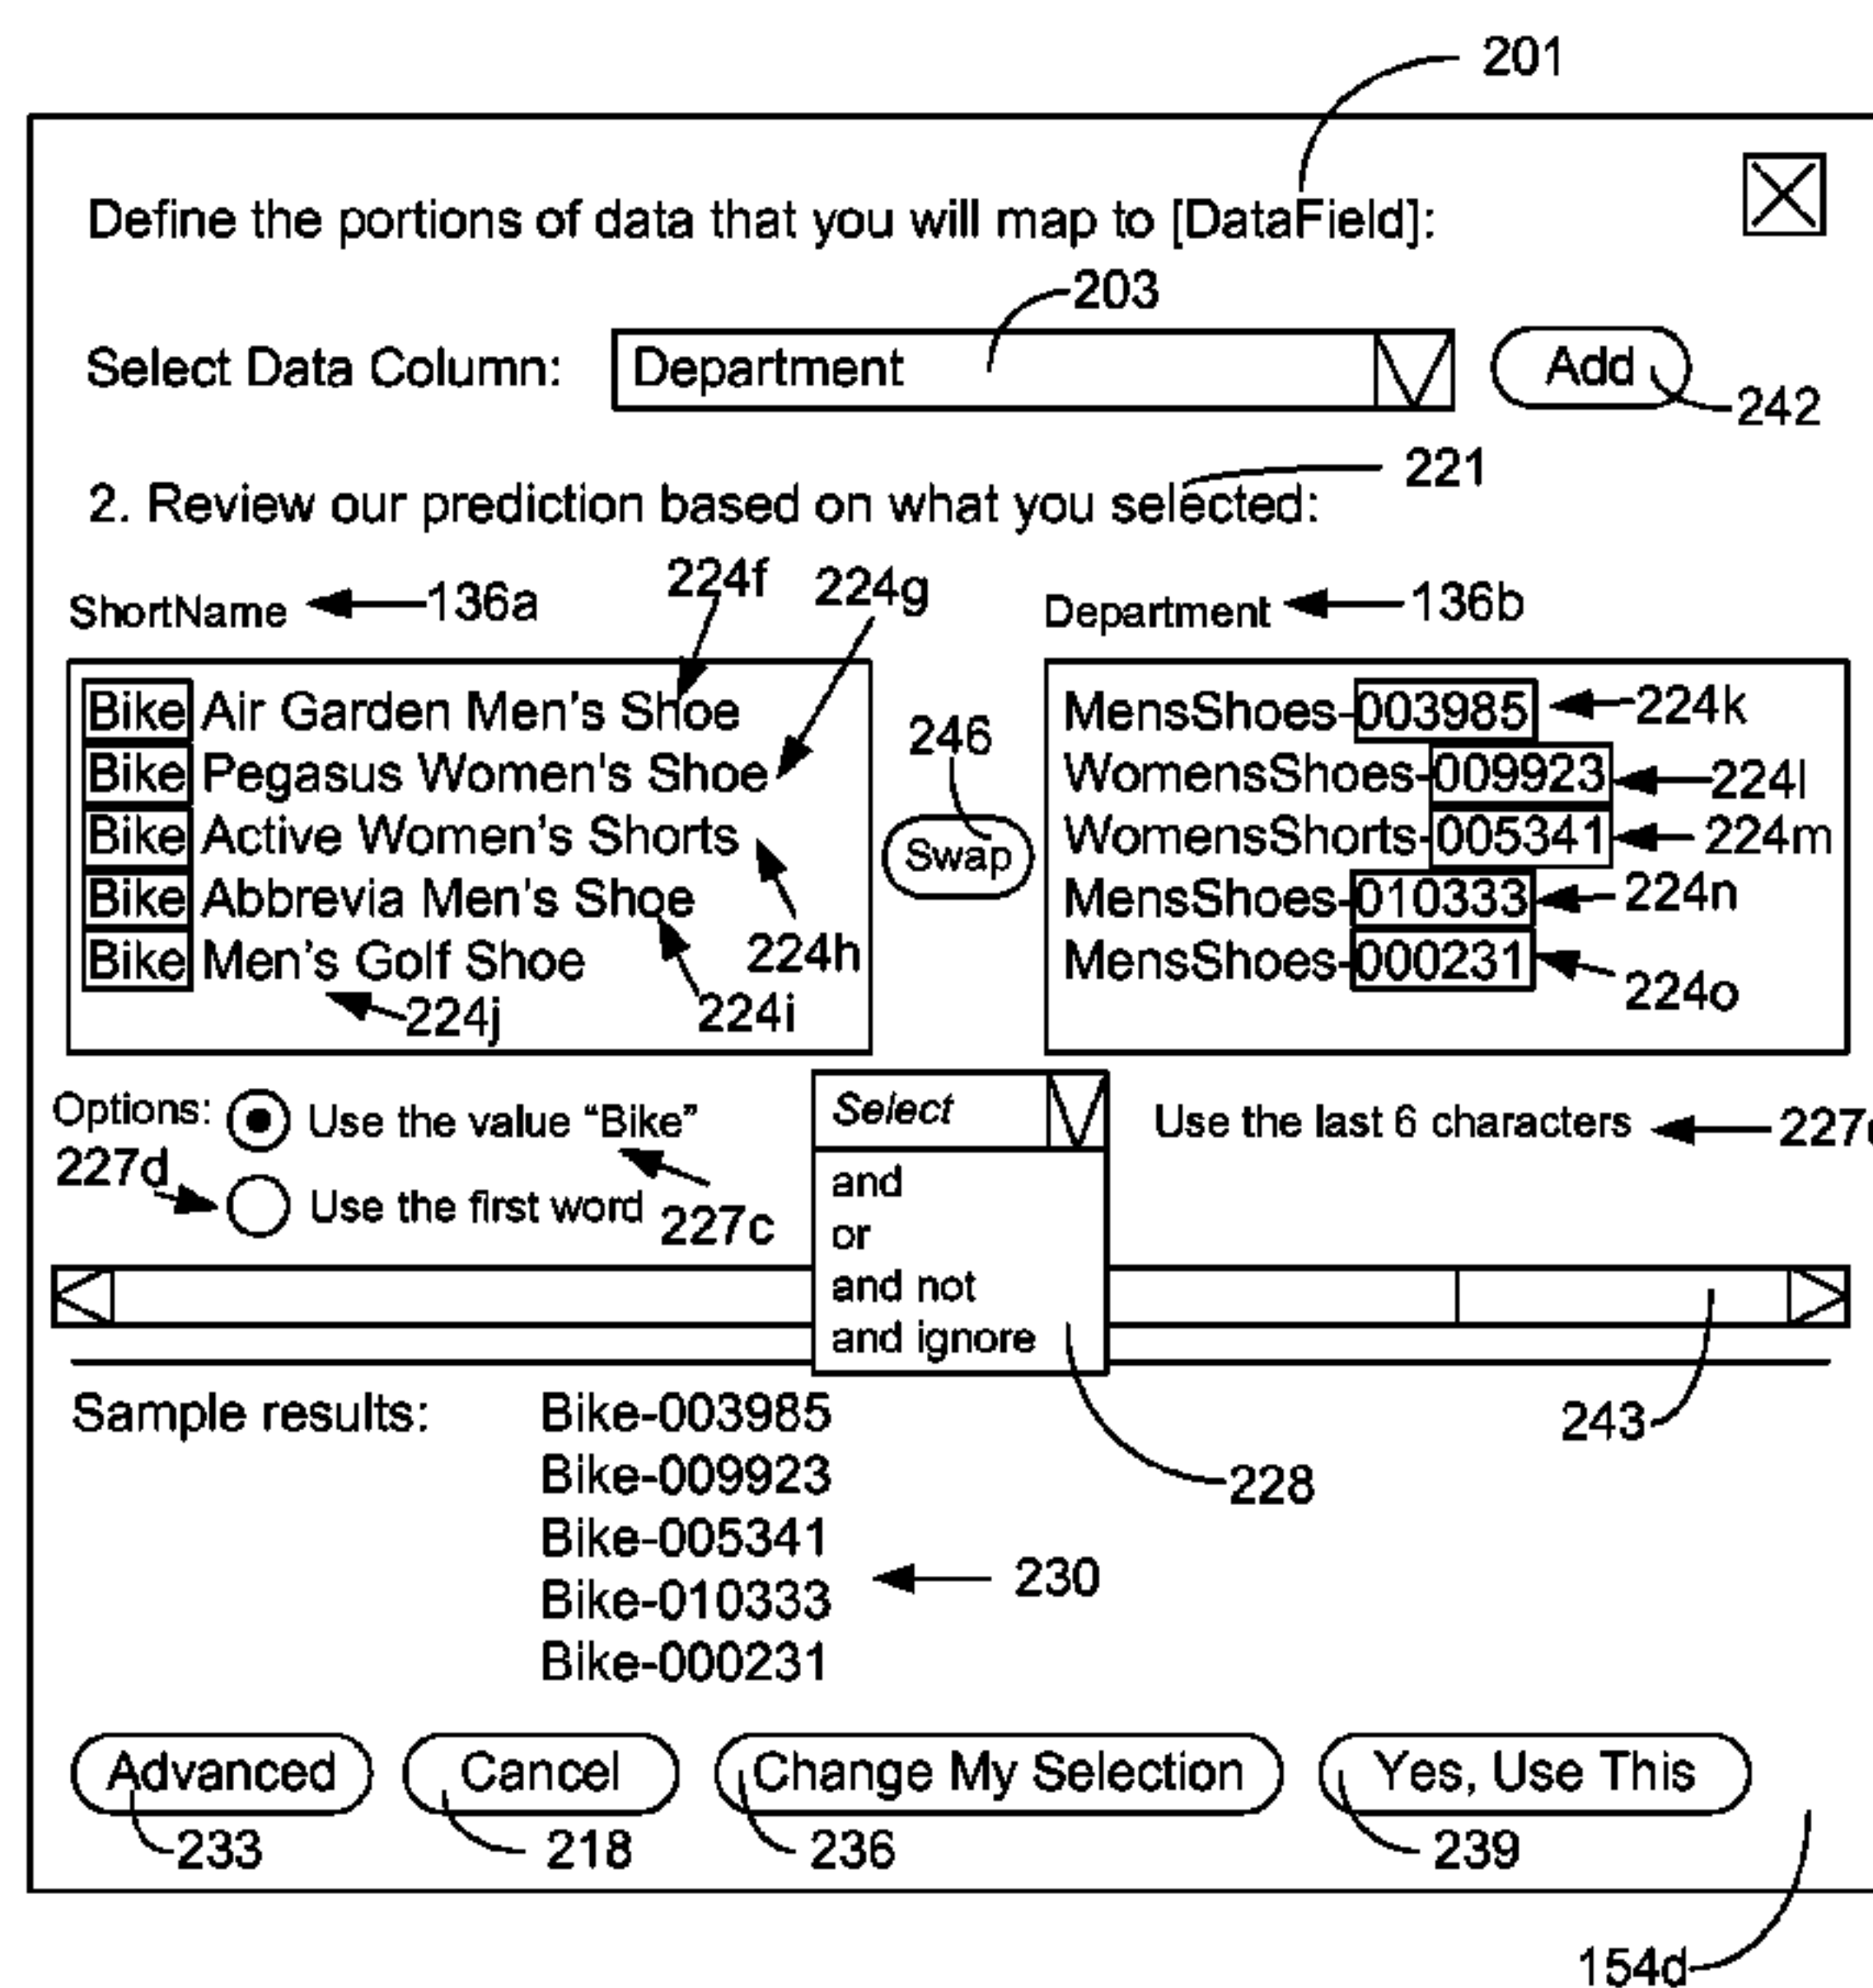 201
Define the portions of data that you will map to [DataField]:
203
Select Data Column: Department Add
242
221
2. Review our prediction based on what you selected:
ShortName 136a 224f 224g Department 136b
Bike Air Garden Men's Shoe MensShoes-003985 224k
Bike Pegasus Women's Shoe 246 WomensShoes-009923 224l
Bike Active Women's Shorts Swap WomensShorts-005341 224m
Bike Abbrevia Men's Shoe MensShoes-010333 224n
Bike Men's Golf Shoe 224h MensShoes-000231 224o
224j 224i
Options: Use the value “Bike” Select Use the last 6 characters
227d Use the first word 227c
and
or
and not
and ignore
Sample results: Bike-003985 243
Bike-009923 228
Bike-005341
Bike-010333 230
Bike-000231
Advanced Cancel Change My Selection Yes, Use This
233 218 236 239
154d